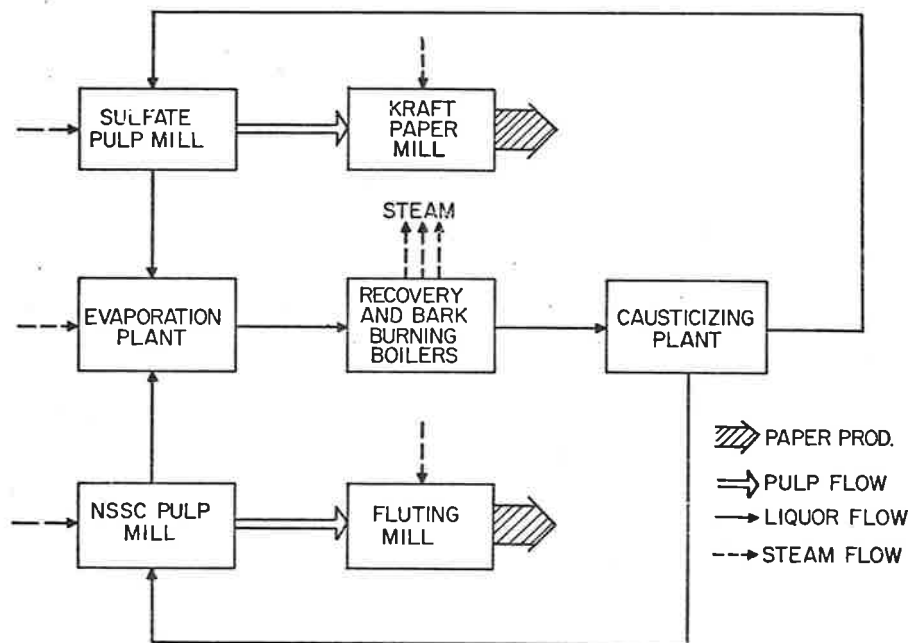 SULFATE
PULP MILL
KRAFT
PAPER
MILL
STEAM
EVAPORATION
PLANT
RECOVERY
AND BARK
BURNING
BOILERS
CAUSTICIZING
PLANT
NSSC PULP
MILL
FLUTING
MILL
PAPER PROD.
PULP FLOW
LIQUOR FLOW
STEAM FLOW